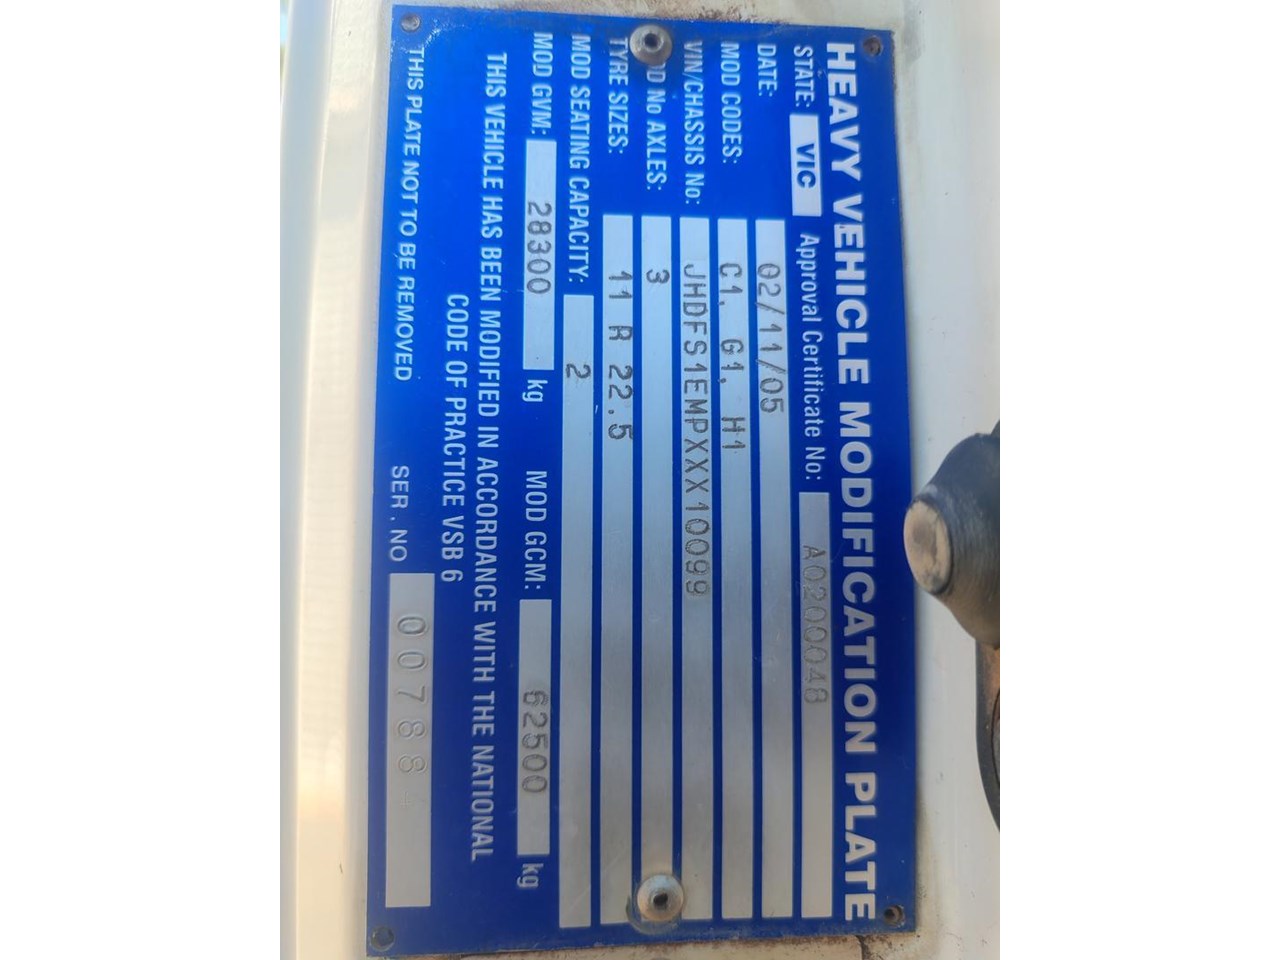 HEAVY VEHICLE MODIFICATION PLATE
STATE: VIC Approval Certificate No: A0200048
DATE: 02/11/05
MOD CODES: C1, G1, H1
VIN/CHASSIS No: JHDFS1EMPXXX10099
No AXLES: 3
TYRE SIZES: 11 R 22.5
MOD SEATING CAPACITY: 2
MOD GVM: 28300 kg MOD GCM: 62500 kg
THIS VEHICLE HAS BEEN MODIFIED IN ACCORDANCE WITH THE NATIONAL
CODE OF PRACTICE VSB 6
THIS PLATE NOT TO BE REMOVED SER. NO 00788